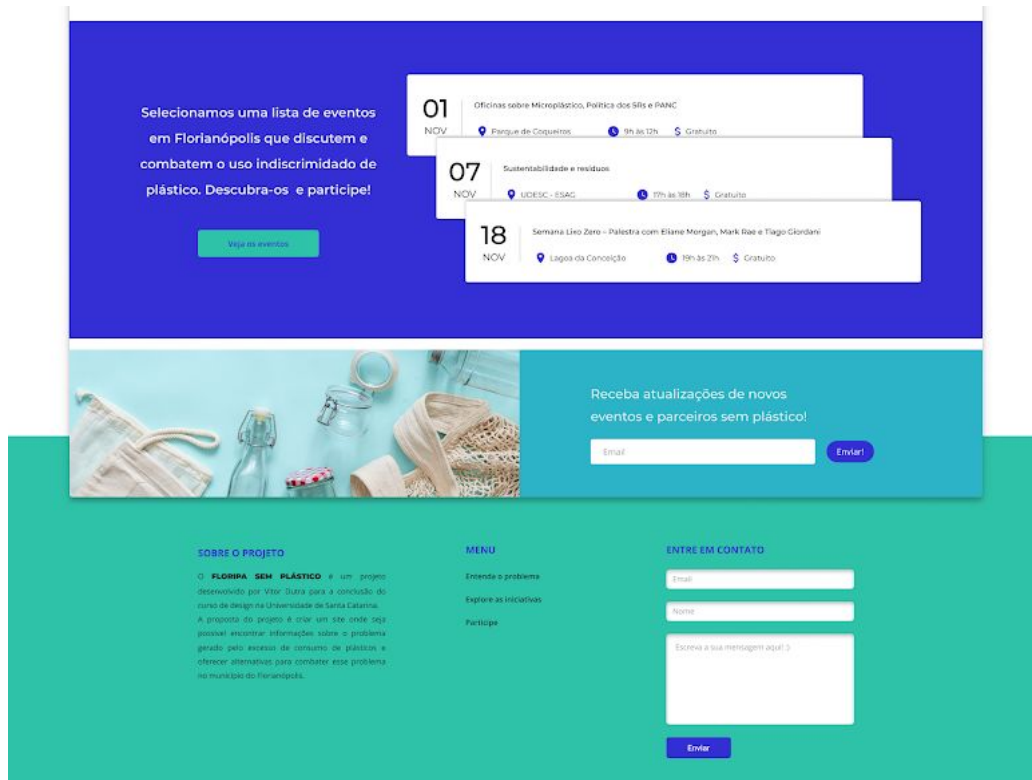 Selecionamos uma lista de eventos
em Florianópolis que discutem e
combatem o uso indiscrimidado de
plástico. Descubra-os e participe!
Veja os eventos
01
NOV
Oficinas sobre Microplástico, Política dos 5Rs e PANC
Parque de Coqueiros
9h às 12h
$ Gratuito
07
NOV
Sustentabilidade e resíduos
UDESC - ESAG
17h às 18h
$ Gratuito
18
NOV
Semana Lixo Zero - Palestra com Eliane Morgan, Mark Rae e Tiago Giordani
Lagoa da Conceição
19h às 21h
$ Gratuito
Receba atualizações de novos
eventos e parceiros sem plástico!
Email
Enviar!
SOBRE O PROJETO
O FLORIPA SEM PLÁSTICO é um projeto
desenvolvido por Vitor Dutra para a conclusão do
curso de design na Universidade de Santa Catarina.
A proposta do projeto é criar um site onde seja
possível encontrar informações sobre o problema
gerado pelo excesso de consumo de plásticos e
oferecer alternativas para combater esse problema
no município do Florianópolis.
MENU
Entenda o problema
Explore as iniciativas
Participe
ENTRE EM CONTATO
Email
Nome
Escreva a sua mensagem aqui! :)
Enviar